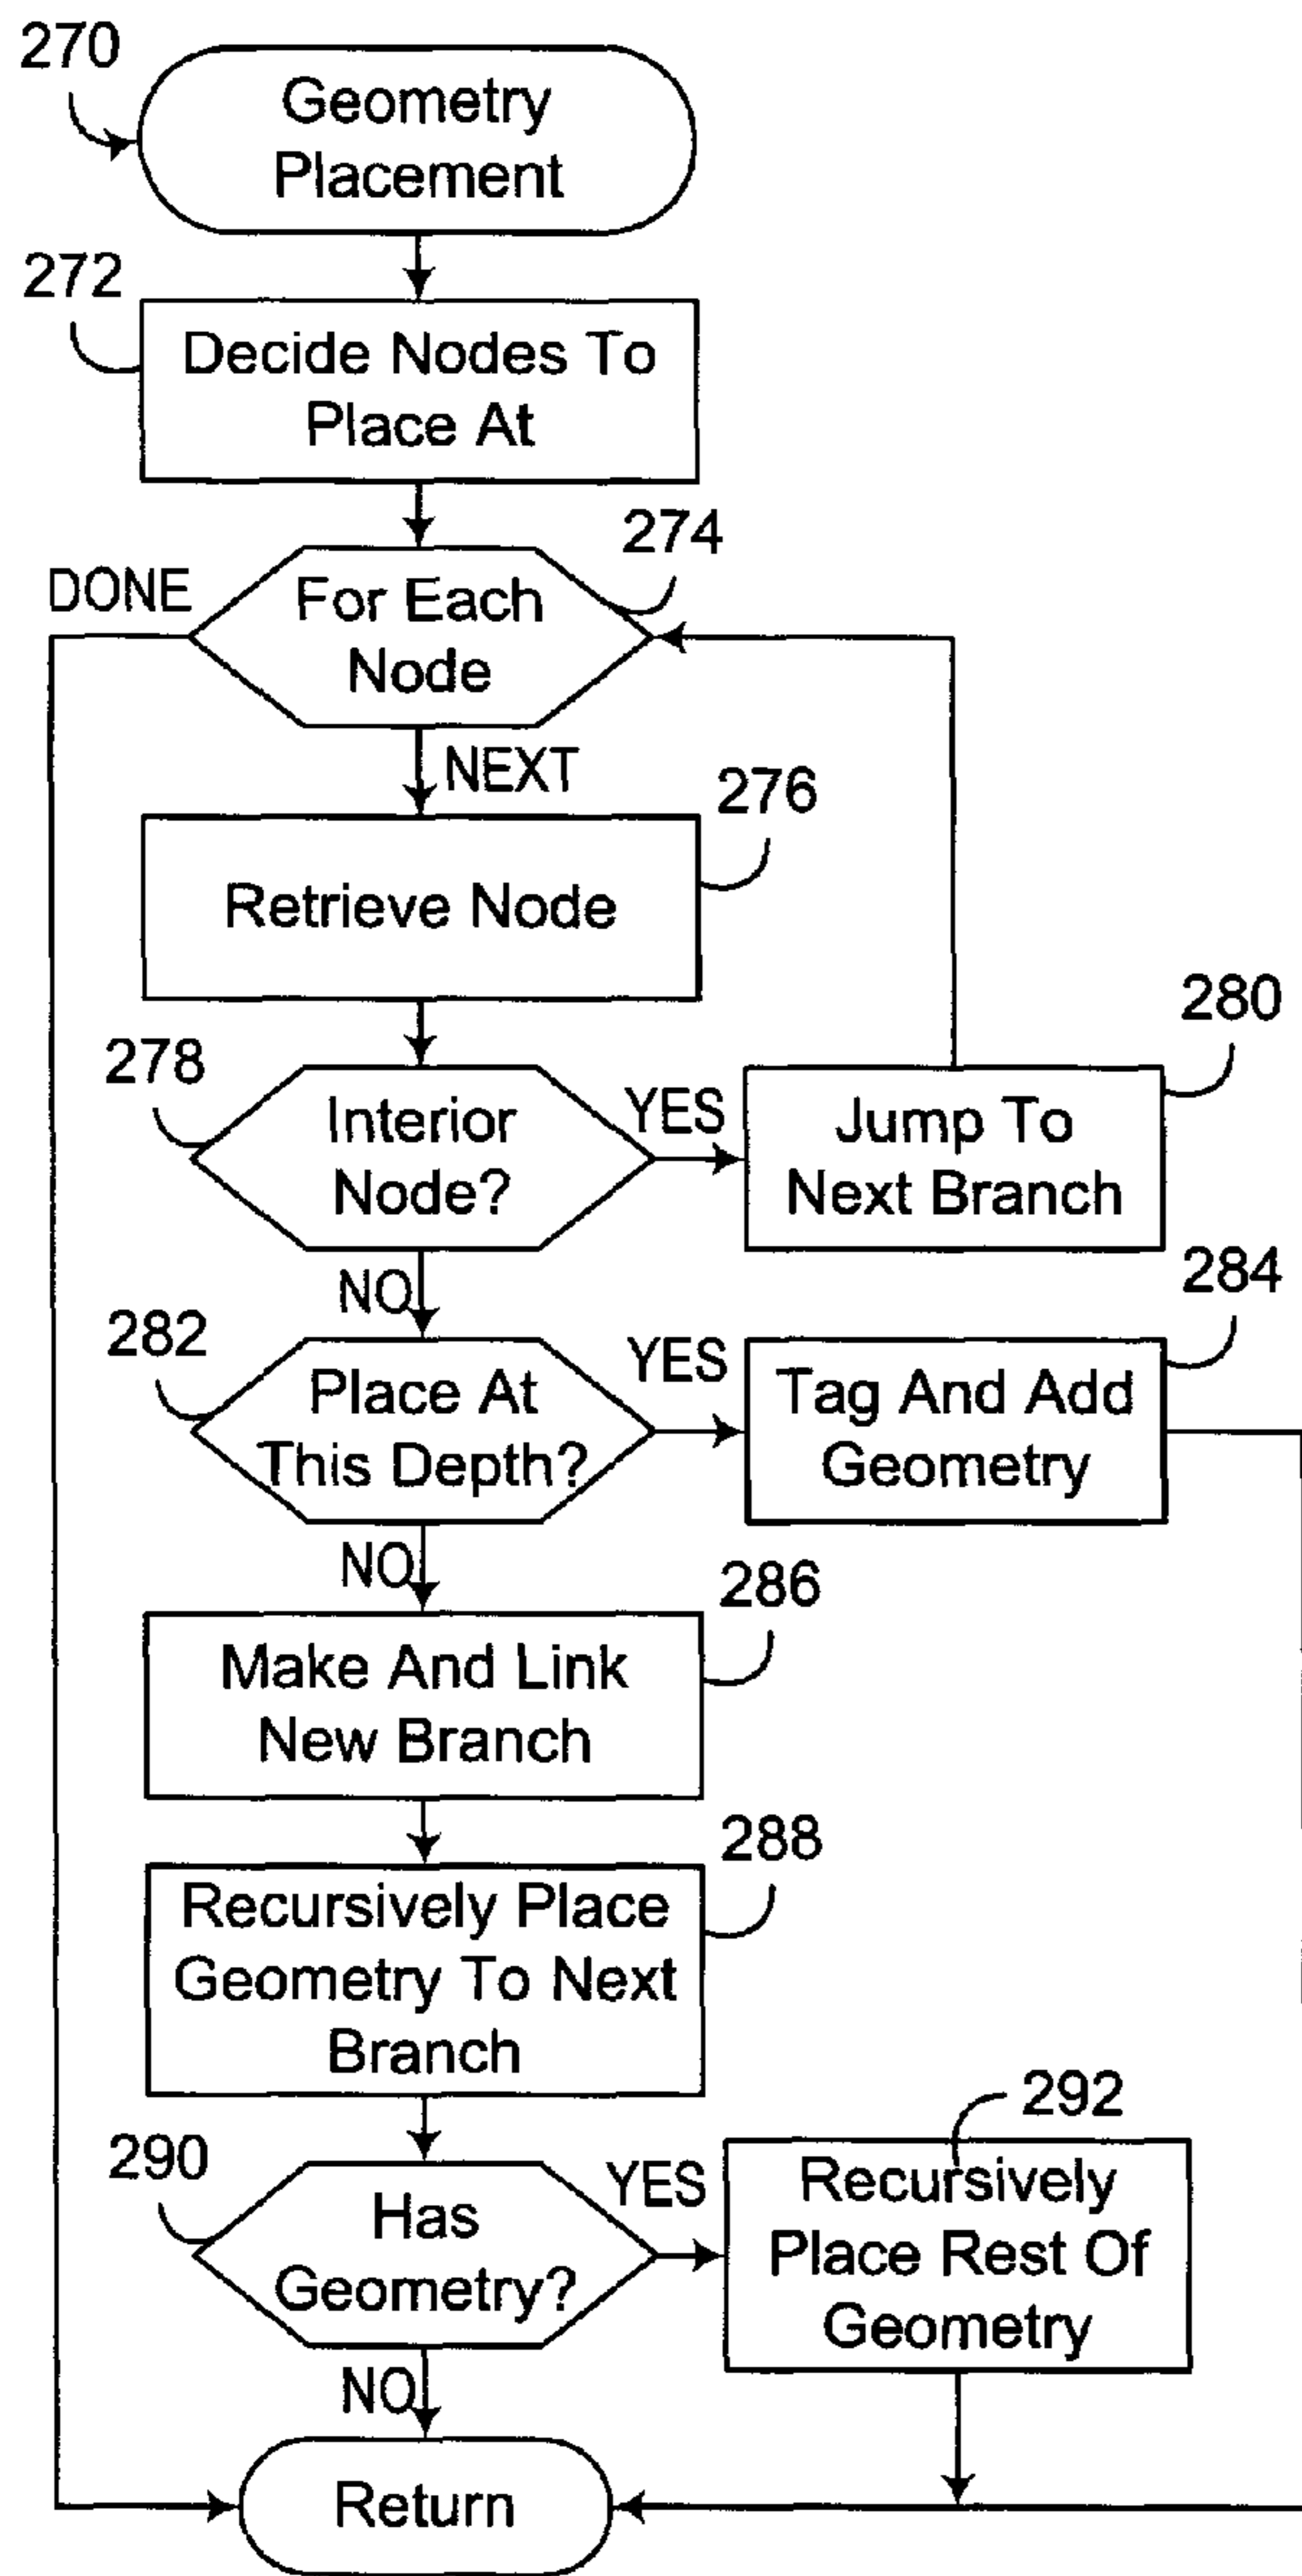 270
Geometry
Placement
272
Decide Nodes To
Place At
274
DONE
For Each
Node
NEXT
276
Retrieve Node
278
Interior
Node?
YES
280
Jump To
Next Branch
NO
282
Place At
This Depth?
YES
284
Tag And Add
Geometry
NO
286
Make And Link
New Branch
288
Recursively Place
Geometry To Next
Branch
290
Has
Geometry?
YES
292
Recursively
Place Rest Of
Geometry
NO
Return